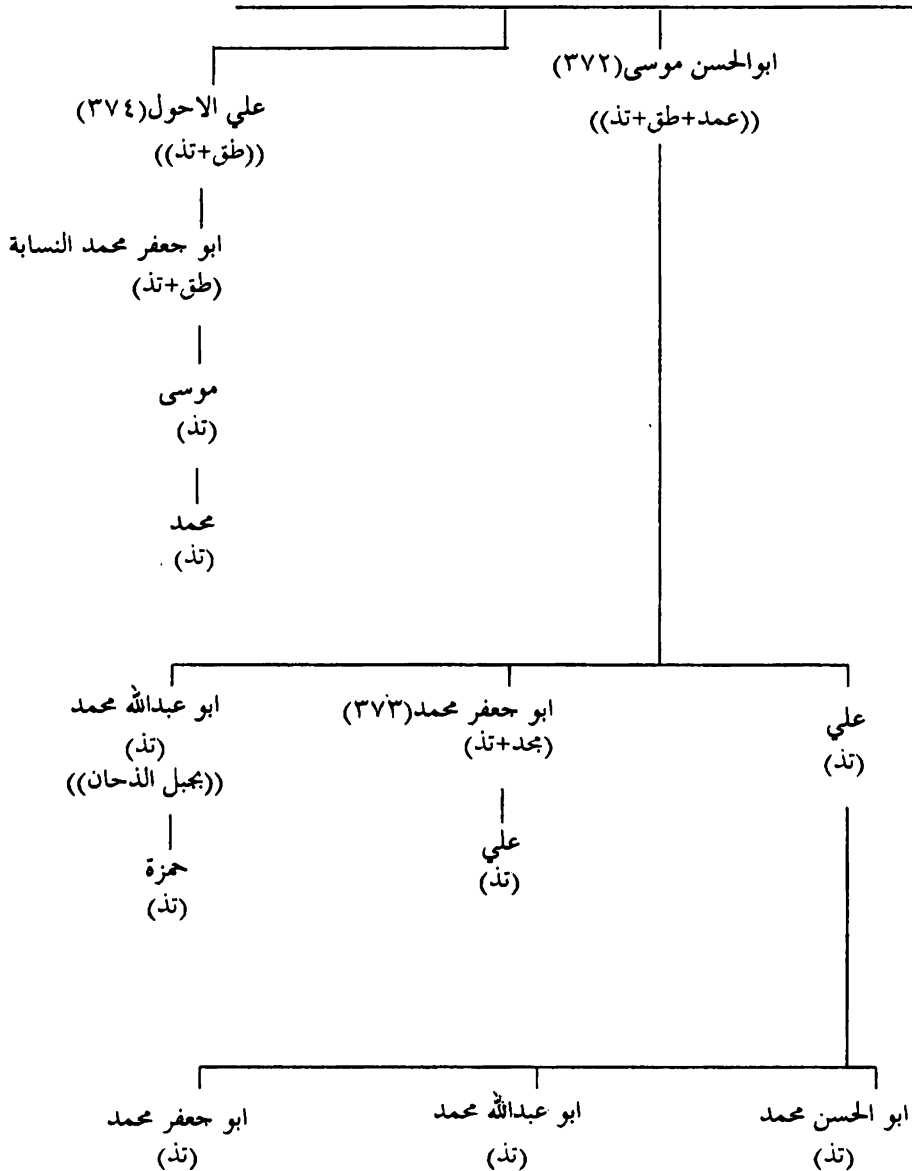 ابوالحسن موسى(٣٧٢)
((عمد+طق+تذ))
علي الاحول(٣٧٤)
((طق+تذ))
ابو جعفر محمد النسابة
(طق+تذ)
موسى
(تذ)
محمد
(تذ)
علي
(تذ)
ابو جعفر محمد(٣٧٣)
(مجد+تذ)
علي
(تذ)
ابو عبدالله محمد
(تذ)
((بجبل الذحان))
حمزة
(تذ)
ابو الحسن محمد
(تذ)
ابو عبدالله محمد
(تذ)
ابو جعفر محمد
(تذ)